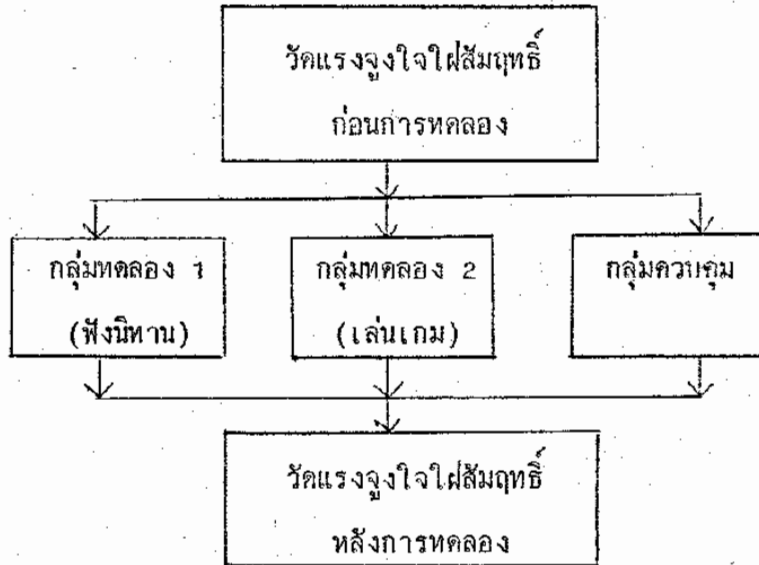 วัดแรงจูงใจใฝ่สัมฤทธิ์
ก่อนการทดลอง
กลุ่มทดลอง 1
(ฟังนิทาน)
กลุ่มทดลอง 2
(เล่นเกม)
กลุ่มควบคุม
วัดแรงจูงใจใฝ่สัมฤทธิ์
หลังการทดลอง